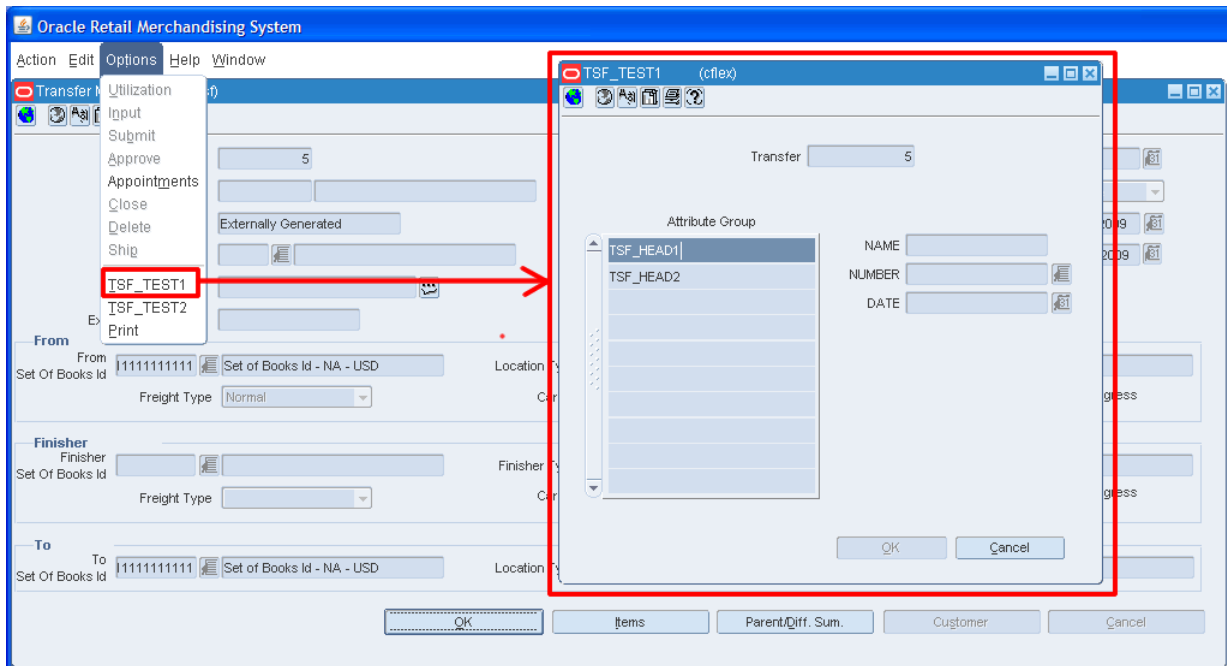 Oracle Retail Merchandising System
Action Edit Options Help Window
Transfer
Utilization
Input
Submit
Approve
Appointments
Close
Delete
Ship
TSF_TEST1
TSF_TEST2
Print
5
Externally Generated
2009
2009
From
From
Set Of Books Id
11111111111
Set of Books Id - NA - USD
Location
Freight Type
Normal
Finisher
Finisher
Set Of Books Id
Finisher
Freight Type
To
To
Set Of Books Id
11111111111
Set of Books Id - NA - USD
Location
OK
Items
Parent/Diff. Sum.
Customer
Cancel
TSF_TEST1 (cflex)
Transfer 5
Attribute Group
TSF_HEAD1
TSF_HEAD2
NAME
NUMBER
DATE
31
OK
Cancel